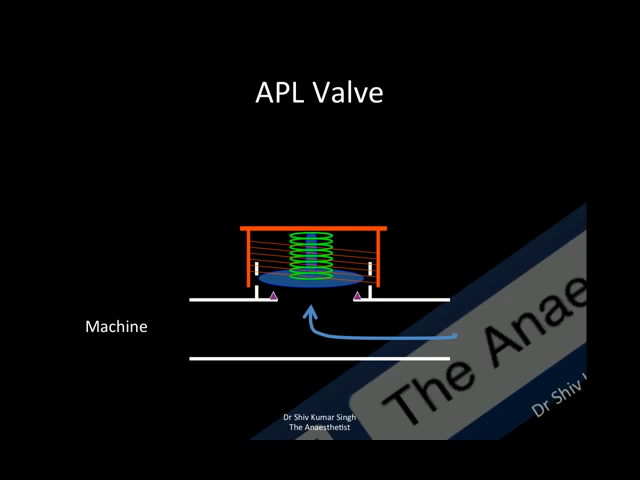 APL Valve
Machine
The Anae
Dr Shiv
Dr Shiv Kumar Singh
The Anaesthetist